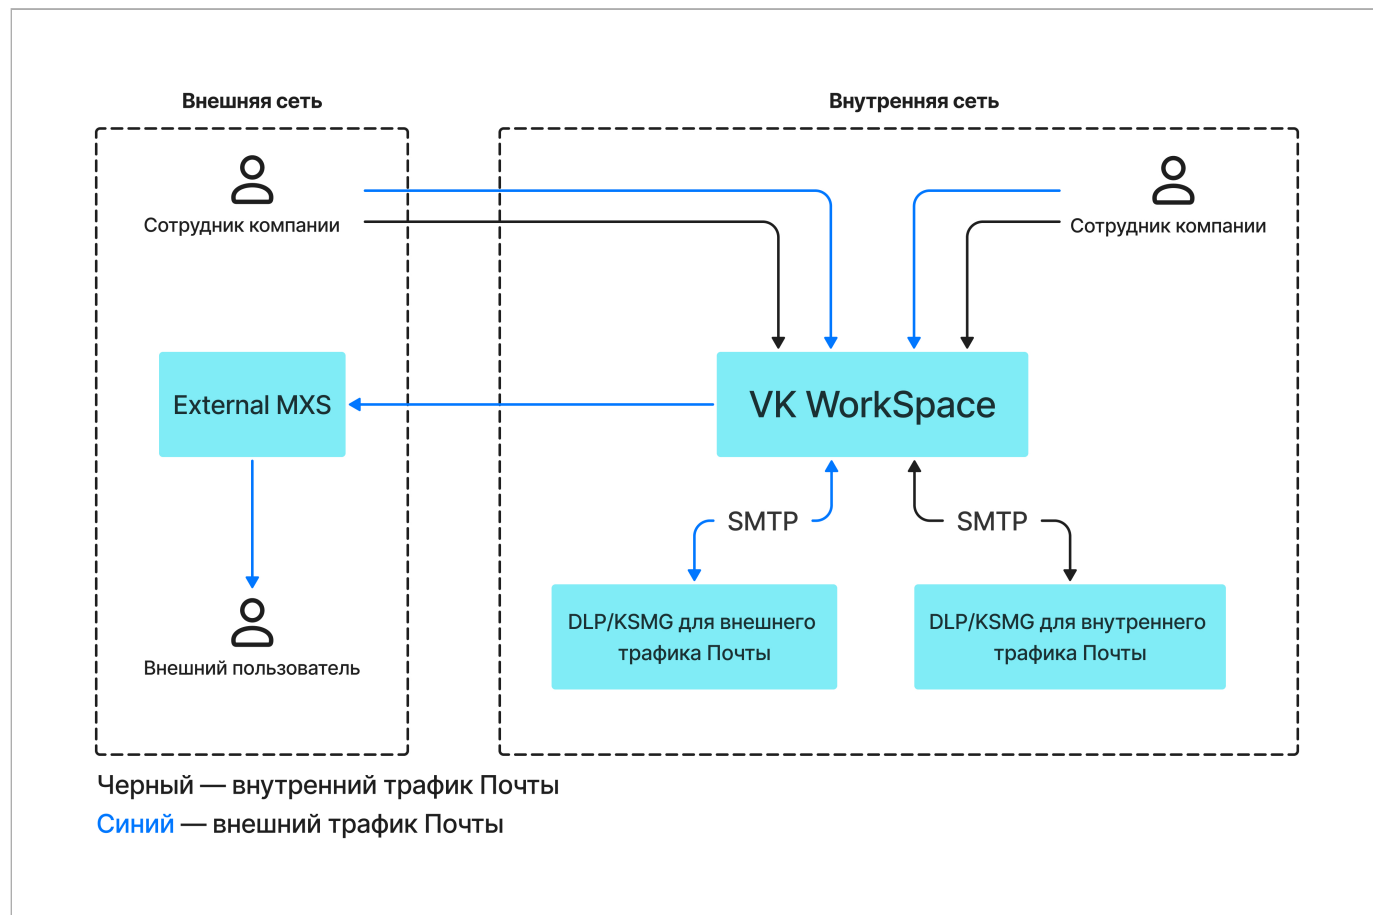 Внешняя сеть
Внутренняя сеть
Сотрудник компании
Сотрудник компании
External MXS
VK WorkSpace
SMTP
SMTP
DLP/KSMG для внешнего
трафика Почты
DLP/KSMG для внутреннего
трафика Почты
Внешний пользователь
Черный — внутренний трафик Почты
Синий — внешний трафик Почты